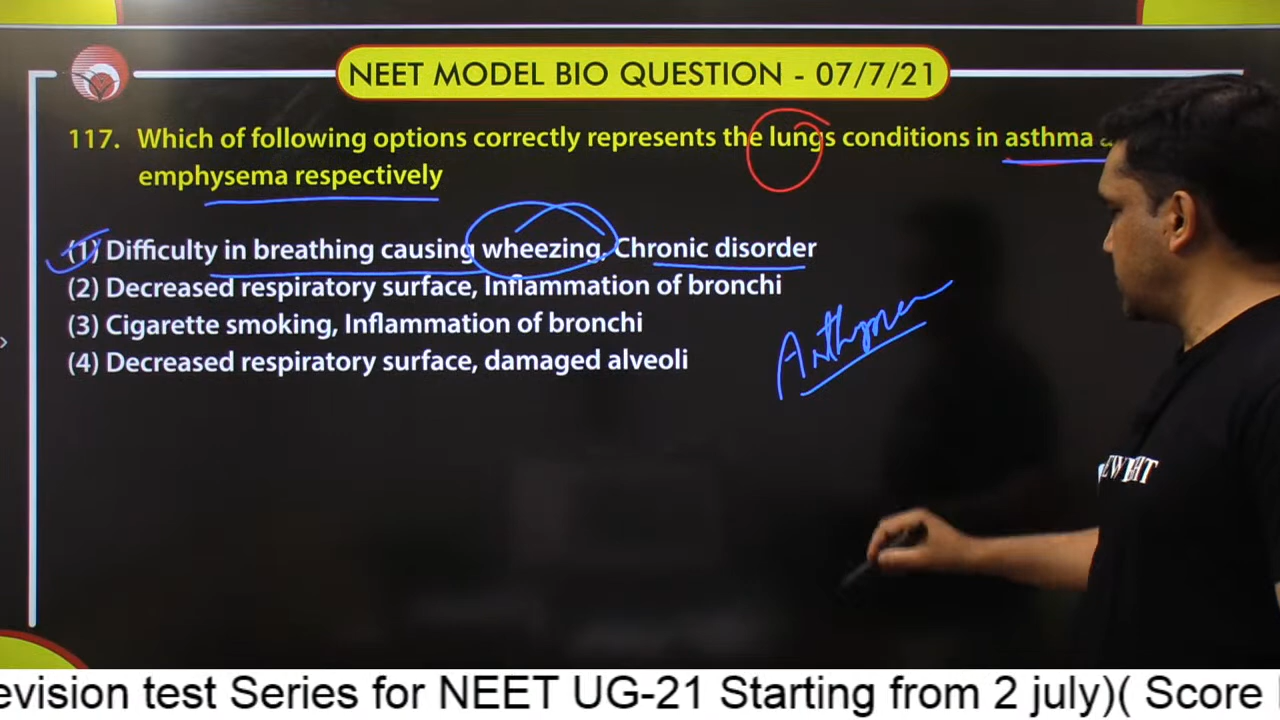 NEET MODEL BIO QUESTION - 07/7/21
117. Which of following options correctly represents the lungs conditions in asthma a
emphysema respectively
(1) Difficulty in breathing causing wheezing, Chronic disorder
(2) Decreased respiratory surface, Inflammation of bronchi
(3) Cigarette smoking, Inflammation of bronchi
(4) Decreased respiratory surface, damaged alveoli
evision test Series for NEET UG-21 Starting from 2 july)( Score